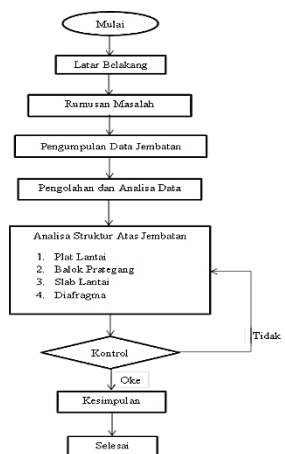 Mulai
Latar Belakang
Rumusan Masalah
Pengumpulan Data Jembatan
Pengolahan dan Analisa Data
Analisa Struktur Atas Jembatan
1. Plat Lantai
2. Balok Prategang
3. Slab Lantai
4. Diafragma
Tidak
Kontrol
Oke
Kesimpulan
Selesai